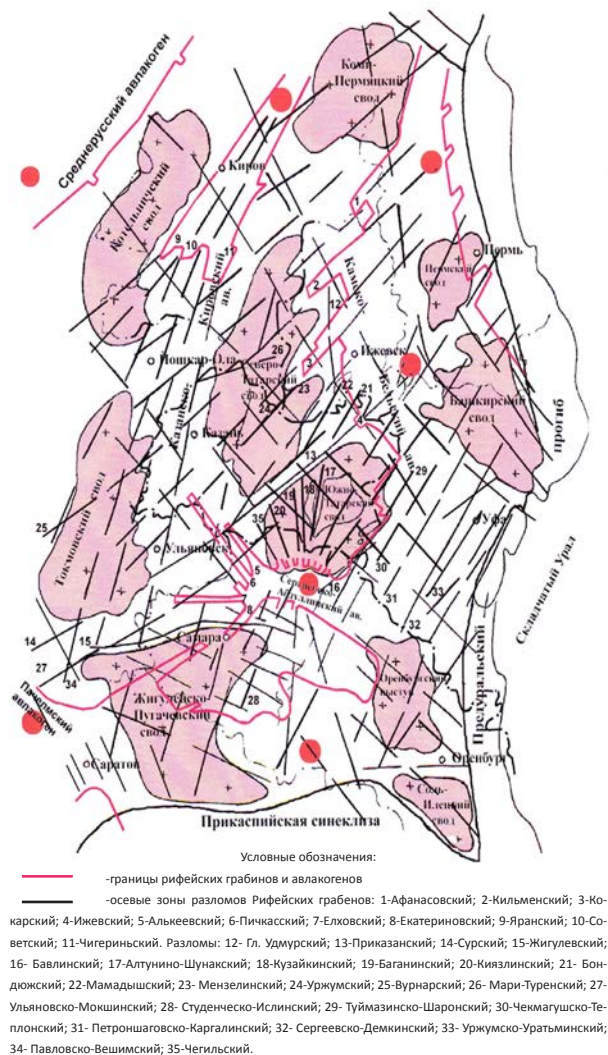 Среднерусский авлакоген
Коми-
Пермяцкий
свод
Киров
Котельничский
свод
1
9
10
11
Пермь
Пермский
свод
Кировский
ав.
Камско
2
12
Йошкар-Ола
26
Северо-
Татарский
свод
Ижевск
3
23
24
22
21
4
Бельский
ав.
Башкирский
свод
прогиб
Казанско
Казань
13
17
29
18
19
20
Южно-
Татарский
свод
35
25
Токмовский свод
Ульяновск
Уфа
5
6
16
30
Серноводско-
Абдулинский ав.
31
33
32
8
Складчатый Урал
14
15
Самара
27
34
Пачелмский
авлакоген
Жигулевско-
Пугачевский
свод
28
Оренбургский
выступ
Предуральский
Саратов
Оренбург
Соль-
Илецкий
свод
Прикаспийская синеклиза
Условные обозначения:
-границы рифейских грабинов и авлакогенов
-осевые зоны разломов Рифейских грабенов: 1-Афанасовский; 2-Кильменский; 3-Ко-
карский; 4-Ижевский; 5-Алькеевский; 6-Пичкасский; 7-Елховский; 8-Екатериновский; 9-Яранский; 10-Со-
ветский; 11-Чигериньский. Разломы: 12- Гл. Удмурский; 13-Приказанский; 14-Сурский; 15-Жигулевский;
16- Бавлинский; 17-Алтунино-Шунакский; 18-Кузайкинский; 19-Баганинский; 20-Киязлинский; 21- Бон-
дюжский; 22-Мамадышский; 23- Мензелинский; 24-Уржумский; 25-Вурнарский; 26- Мари-Туренский; 27-
Ульяновско-Мокшинский; 28- Студенческо-Ислинский; 29- Туймазинско-Шаронский; 30-Чекмагушско-Те-
плонский; 31- Петроншаговско-Каргалинский; 32- Сергеевско-Демкинский; 33- Уржумско-Уратьминский;
34- Павловско-Вешимский; 35-Чегильский.